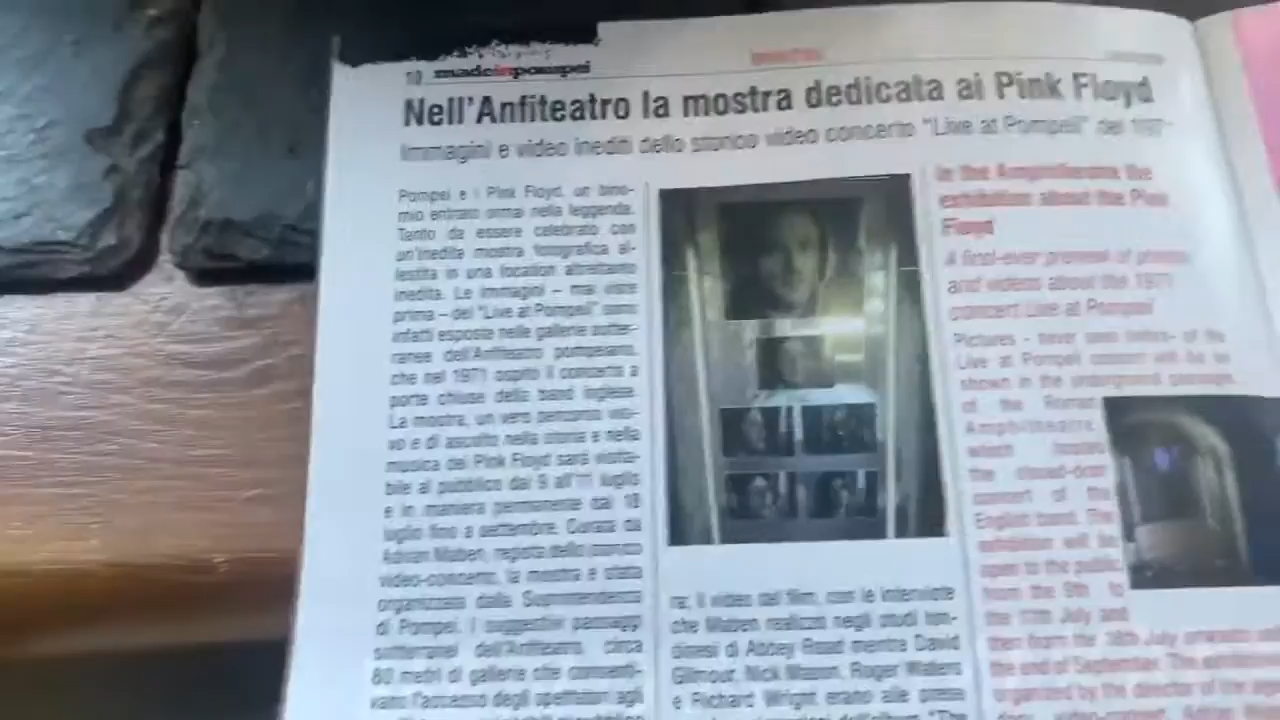 10 madeinpompei
Nell'Anfiteatro la mostra dedicata ai Pink Floyd
Immagini e video inediti dello storico video concerto "Live at Pompeii" del 197
Pompei e i Pink Floyd, un bino-
mio entrato ormai nella leggenda.
Tanto da essere celebrato con
un'inedita mostra fotografica al-
lestita in una location altrettanto
inedita. Le immagini – mai viste
prima – del "Live at Pompeii" sono
infatti esposte nelle gallerie sotter-
ranee dell'Anfiteatro pompeiano,
che nel 1971 ospitò il concerto a
porte chiuse della band inglese.
La mostra, un vero percorso visi-
vo e di ascolto nella storia e nella
musica dei Pink Floyd sarà visita-
bile al pubblico dal 9 all'11 luglio
e in maniera permanente dal 18
luglio fino a settembre. Curata da
Adrian Maben, regista dello storico
video-concerto, la mostra è stata
organizzata dalla Soprintendenza
di Pompei. I suggestivi passaggi
sotterranei dell'Anfiteatro, circa
80 metri di gallerie che consenti-
vano l'accesso degli spettatori agli
re, il video del film, con le interviste
che Maben realizzò negli studi lon-
dinesi di Abbey Road mentre David
Gilmour, Nick Mason, Roger Waters
e Richard Wright erano alle prese
dell'album "The
In the Amphitheatre, the
exhibition about the Pink
Floyd
A first-ever preview of photos
and videos about the 1971
concert Live at Pompeii
Pictures - never seen before - of the
Live at Pompeii concert will be
shown in the underground passages
of the Roman
Amphitheatre,
which hosted
the closed-door
concert of the
English band. The
exhibition will be
open to the public
from the 9th to
the 11th July and
then from the 18th July
the end of September. The exhibition
organized by the director of the